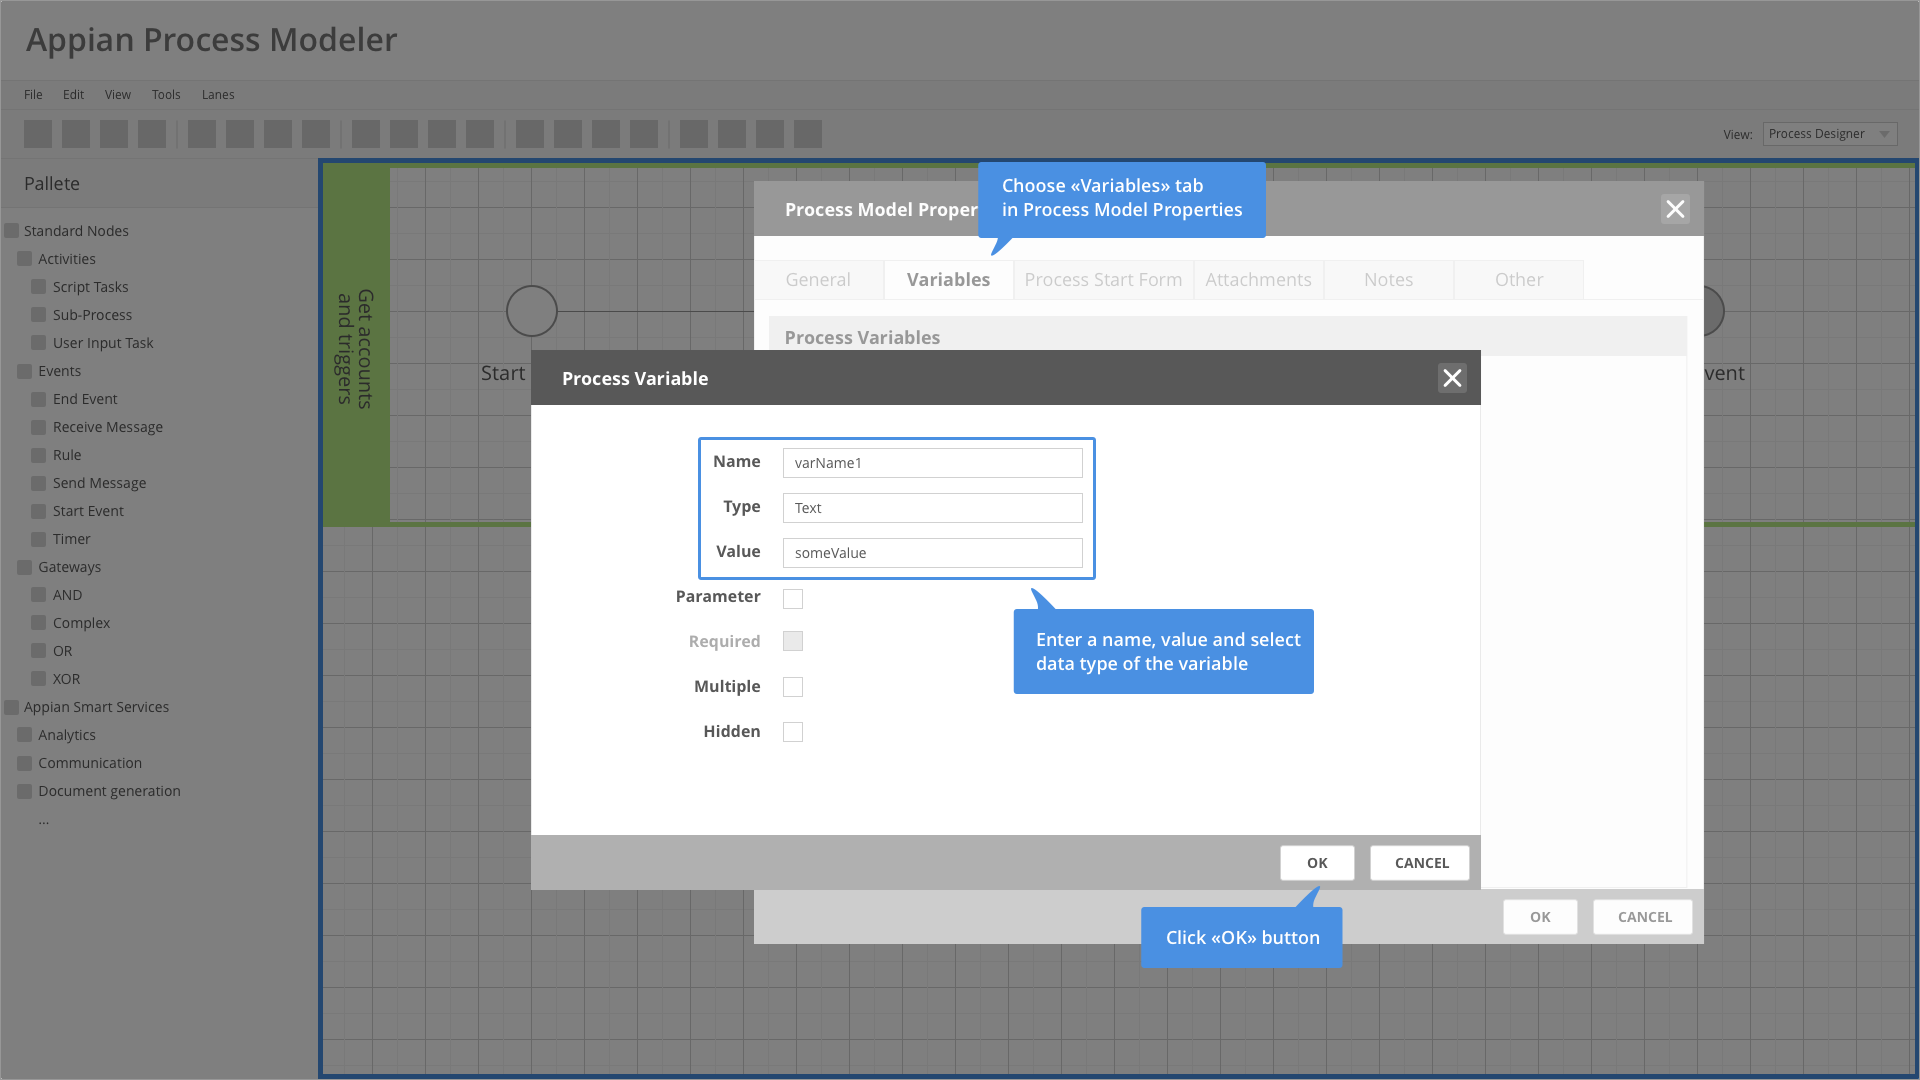 Appian Process Modeler
File Edit View Tools Lanes
View: Process Designer
Pallete
Standard Nodes
Activities
Script Tasks
Sub-Process
User Input Task
Events
End Event
Receive Message
Rule
Send Message
Start Event
Timer
Gateways
AND
Complex
OR
XOR
Appian Smart Services
Analytics
Communication
Document generation
...
Get accounts
and triggers
Start
vent
Process Model Proper
Choose «Variables» tab
in Process Model Properties
General Variables Process Start Form Attachments Notes Other
Process Variables
Process Variable
Name varName1
Type Text
Value someValue
Parameter
Required
Multiple
Hidden
Enter a name, value and select
data type of the variable
OK CANCEL
OK CANCEL
Click «OK» button